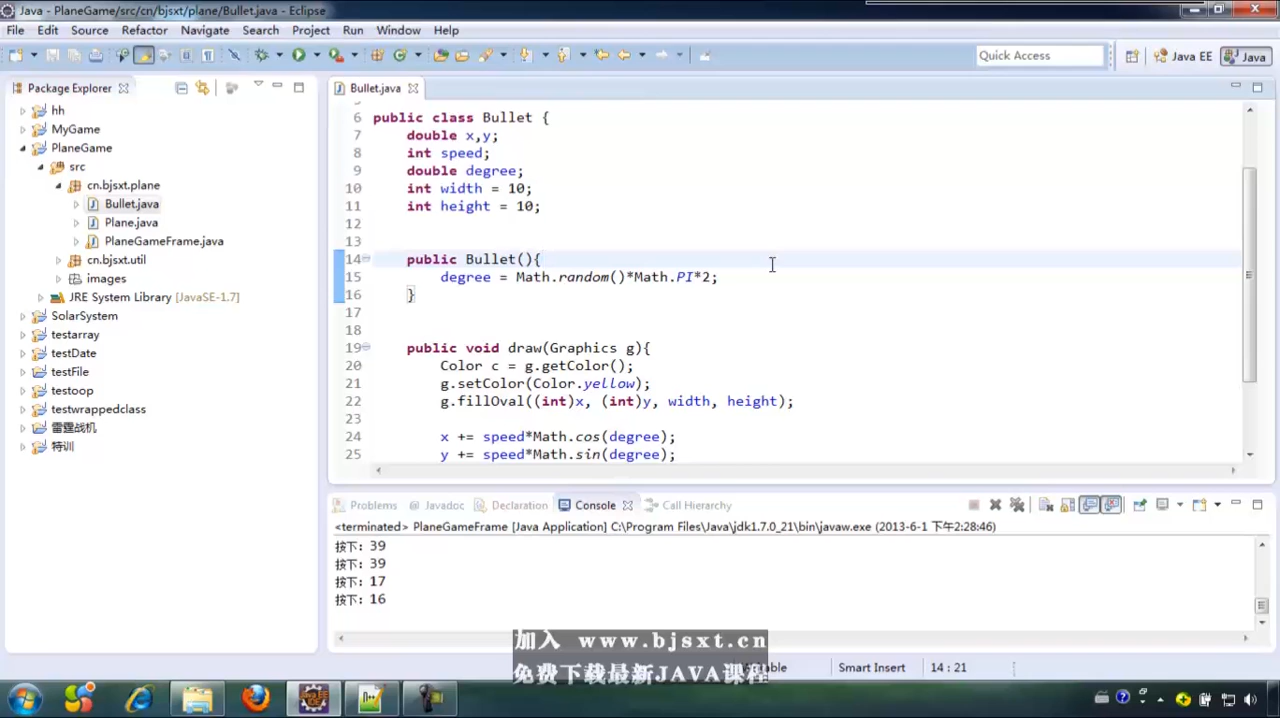 Java - PlaneGame/src/cn/bjsxt/plane/Bullet.java - Eclipse
File Edit Source Refactor Navigate Search Project Run Window Help
Quick Access
Java EE
Java
Package Explorer
hh
MyGame
PlaneGame
src
cn.bjsxt.plane
Bullet.java
Plane.java
PlaneGameFrame.java
cn.bjsxt.util
images
JRE System Library [JavaSE-1.7]
SolarSystem
testarray
testDate
testFile
testoop
testwrappedclass
雷霆战机
特训
Bullet.java
6 public class Bullet {
7 double x,y;
8 int speed;
9 double degree;
10 int width = 10;
11 int height = 10;
12
13
14 public Bullet(){
15 degree = Math.random()*Math.PI*2;
16 }
17
18
19 public void draw(Graphics g){
20 Color c = g.getColor();
21 g.setColor(Color.yellow);
22 g.fillOval((int)x, (int)y, width, height);
23
24 x += speed*Math.cos(degree);
25 y += speed*Math.sin(degree);
Problems @ Javadoc Declaration Console Call Hierarchy
<terminated> PlaneGameFrame [Java Application] C:\Program Files\Java\jdk1.7.0_21\bin\javaw.exe (2013-6-1 下午2:28:46)
按下: 39
按下: 39
按下: 17
按下: 16
加入 www.bjsxt.cn
免费下载最新JAVA课程
Smart Insert
14 : 21